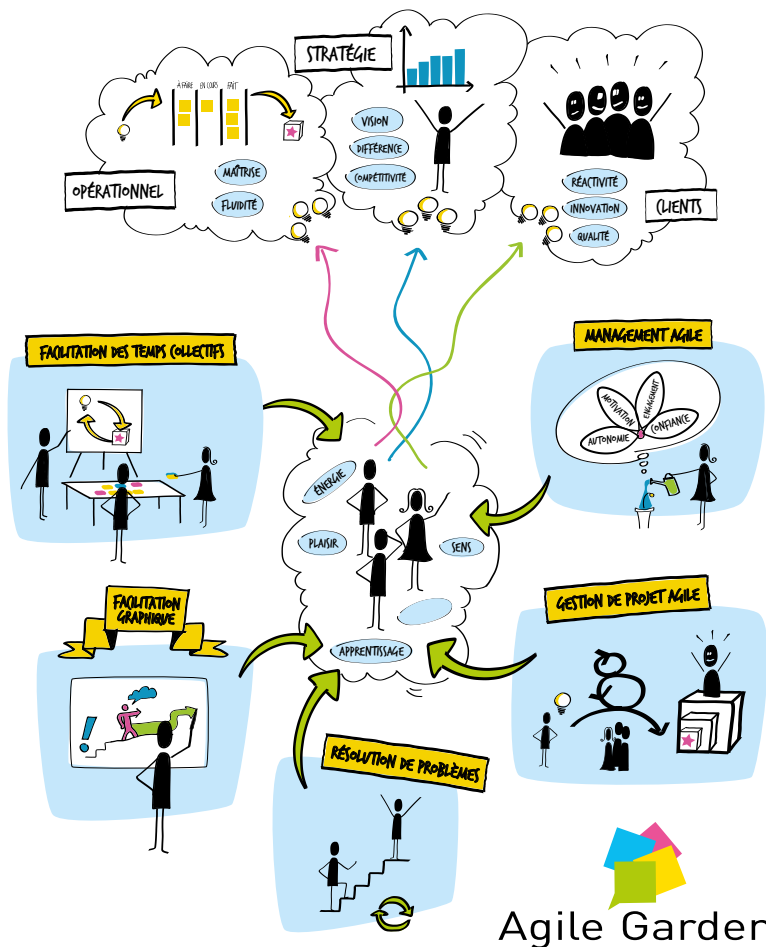 STRATÉGIE
À FAIRE EN COURS FAIT
OPÉRATIONNEL
MAÎTRISE
FLUIDITÉ
VISION
DIFFÉRENCE
COMPÉTITIVITÉ
RÉACTIVITÉ
INNOVATION
QUALITÉ
CLIENTS
FACILITATION DES TEMPS COLLECTIFS
MANAGEMENT AGILE
AUTONOMIE
MOTIVATION
ENGAGEMENT
CONFIANCE
ÉNERGIE
PLAISIR
SENS
APPRENTISSAGE
FACILITATION
GRAPHIQUE
!
GESTION DE PROJET AGILE
RÉSOLUTION DE PROBLÈMES
Agile Garden